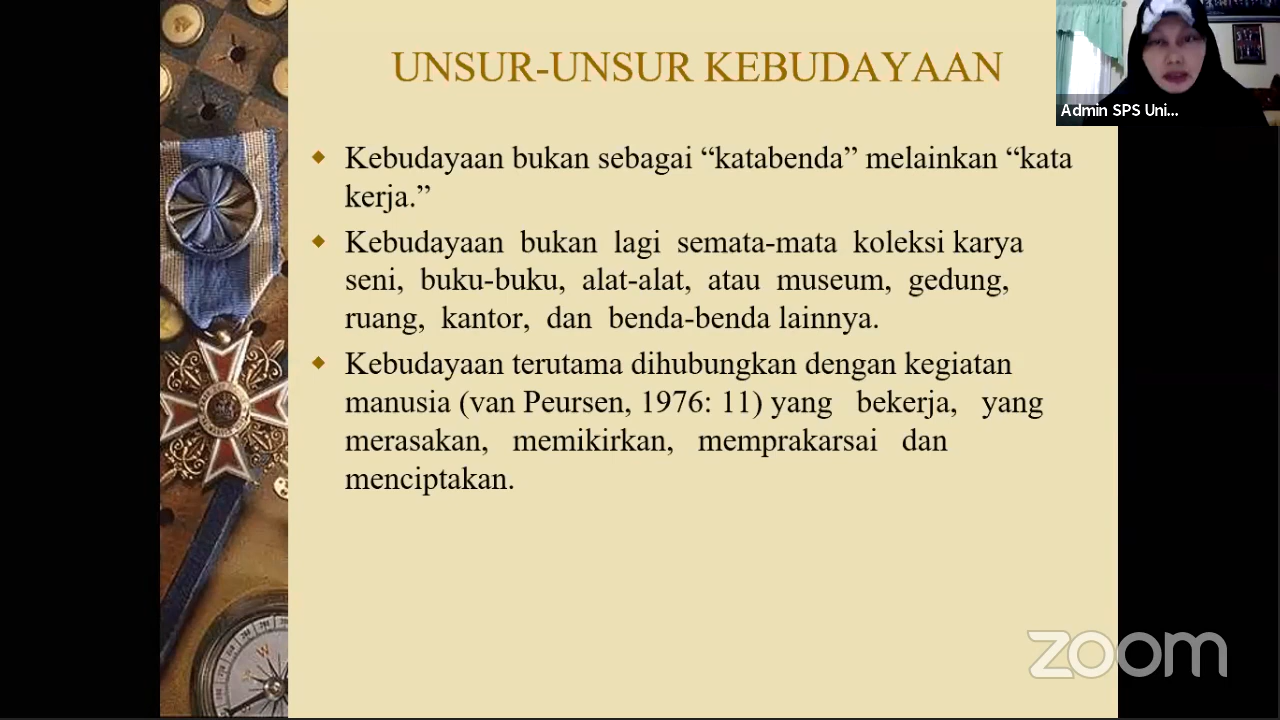 UNSUR-UNSUR KEBUDAYAAN
Kebudayaan bukan sebagai “katabenda” melainkan “kata
kerja.”
Kebudayaan bukan lagi semata-mata koleksi karya
seni, buku-buku, alat-alat, atau museum, gedung,
ruang, kantor, dan benda-benda lainnya.
Kebudayaan terutama dihubungkan dengan kegiatan
manusia (van Peursen, 1976: 11) yang bekerja, yang
merasakan, memikirkan, memprakarsai dan
menciptakan.
Admin SPS Uni...
zoom